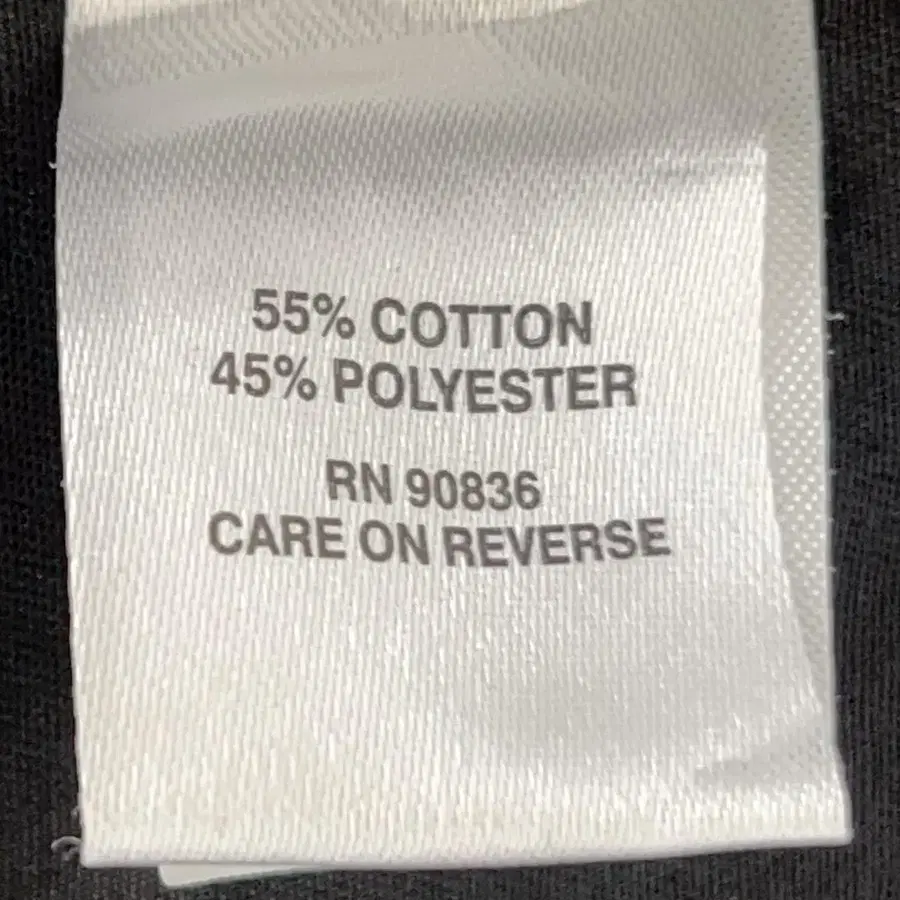 55% COTTON
45% POLYESTER
RN 90836
CARE ON REVERSE